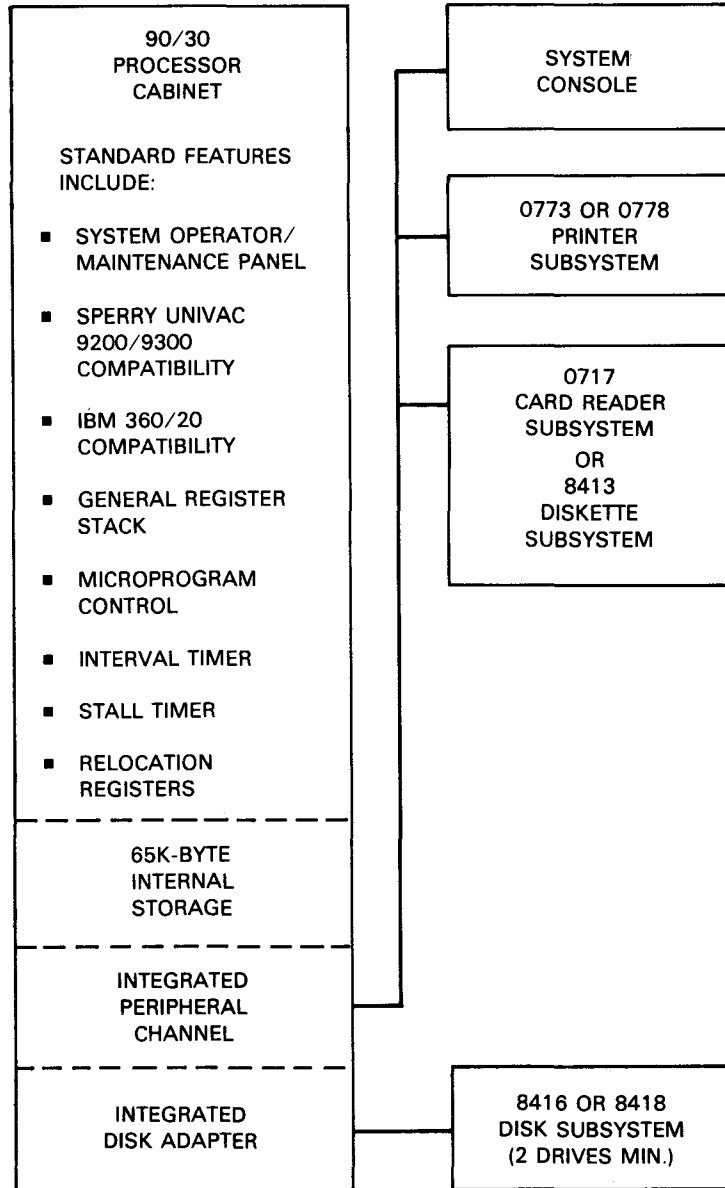 90/30
PROCESSOR
CABINET
STANDARD FEATURES
INCLUDE:
■ SYSTEM OPERATOR/
MAINTENANCE PANEL
■ SPERRY UNIVAC
9200/9300
COMPATIBILITY
■ IBM 360/20
COMPATIBILITY
■ GENERAL REGISTER
STACK
■ MICROPROGRAM
CONTROL
■ INTERVAL TIMER
■ STALL TIMER
■ RELOCATION
REGISTERS
65K-BYTE
INTERNAL
STORAGE
INTEGRATED
PERIPHERAL
CHANNEL
INTEGRATED
DISK ADAPTER
SYSTEM
CONSOLE
0773 OR 0778
PRINTER
SUBSYSTEM
0717
CARD READER
SUBSYSTEM
OR
8413
DISKETTE
SUBSYSTEM
8416 OR 8418
DISK SUBSYSTEM
(2 DRIVES MIN.)